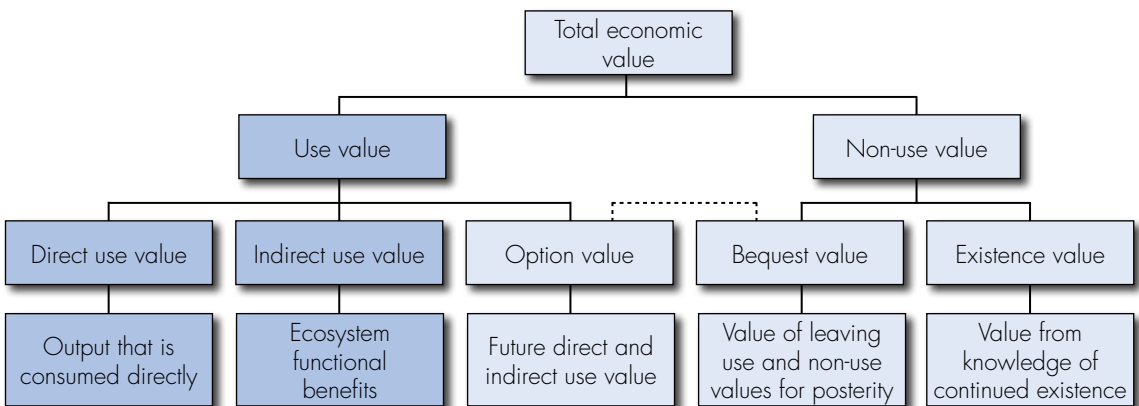 Total economic
value
Use value
Non-use value
Direct use value
Indirect use value
Option value
Bequest value
Existence value
Output that is
consumed directly
Ecosystem
functional
benefits
Future direct and
indirect use value
Value of leaving
use and non-use
values for posterity
Value from
knowledge of
continued existence